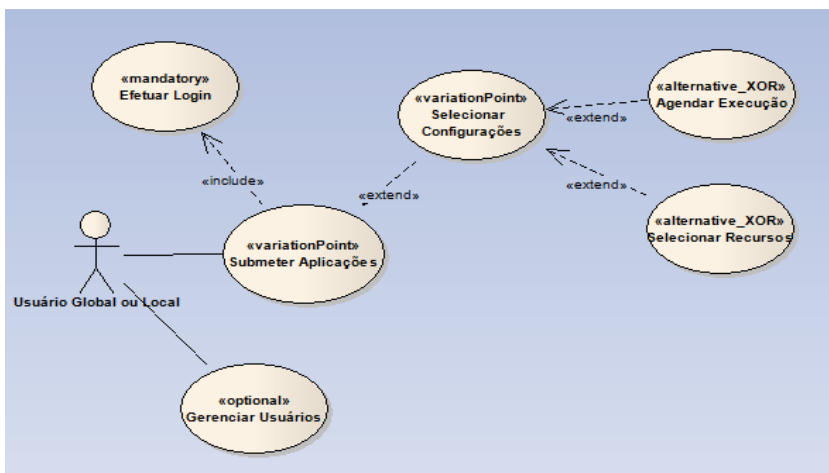 «mandatory»
Efetuar Login
«variationPoint»
Selecionar
Configurações
«alternative_XOR»
Agendar Execução
«extend»
«include»
«extend»
«extend»
«alternative_XOR»
Selecionar Recursos
«variationPoint»
Submeter Aplicações
Usuário Global ou Local
«optional»
Gerenciar Usuários